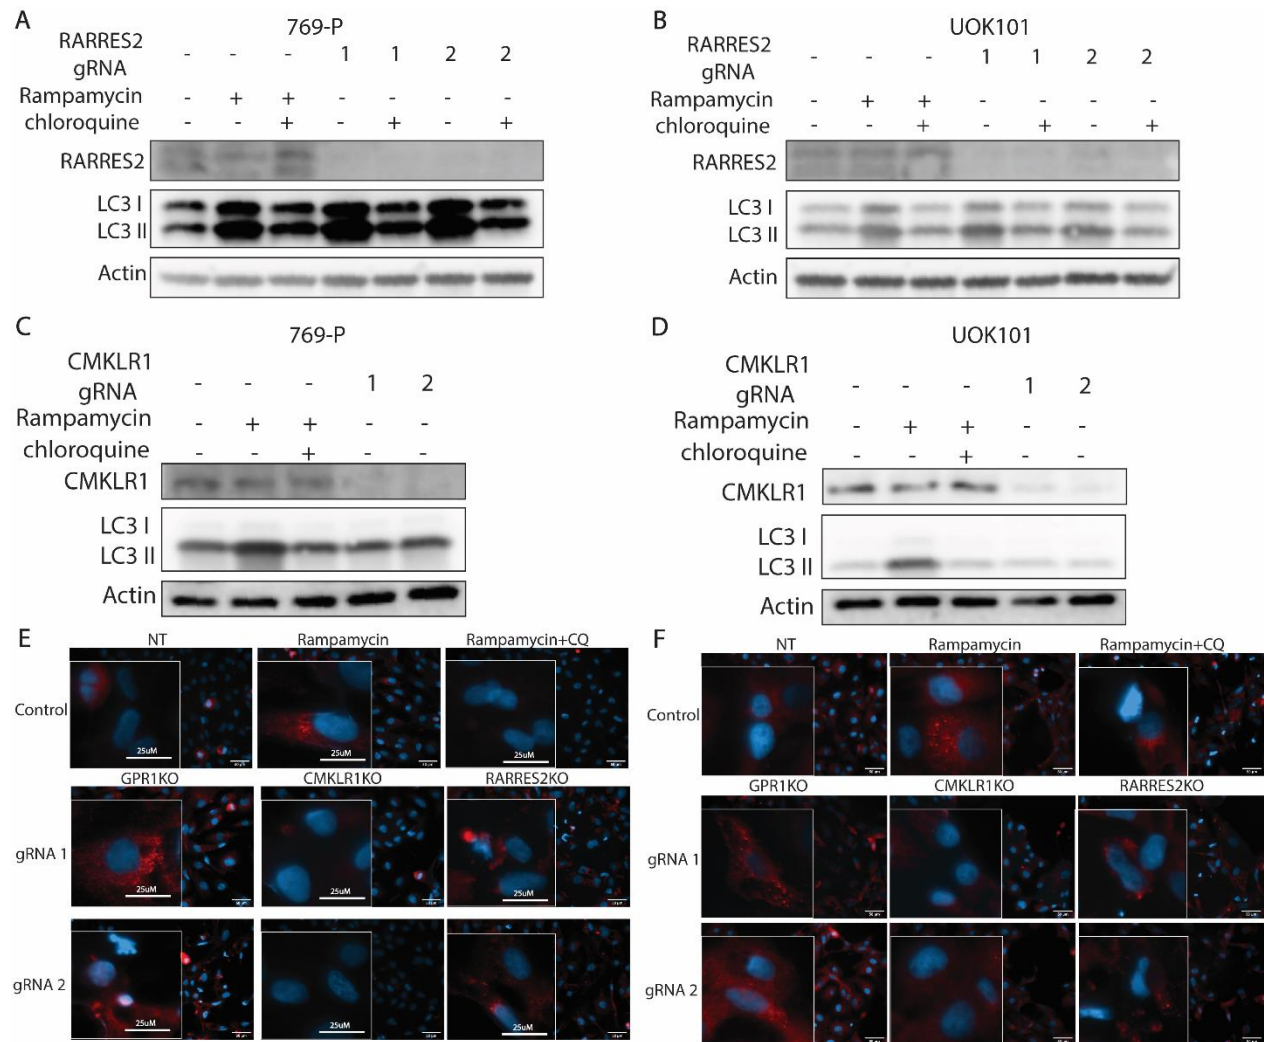 A
769-P
RARRES2 gRNA - - - 1 1 2 2
Rampamycin - + + - - - -
chloroquine - - + - + - +
RARRES2
LC3 I
LC3 II
Actin
B
UOK101
RARRES2 gRNA - - - 1 1 2 2
Rampamycin - + + - - - -
chloroquine - - + - + - +
RARRES2
LC3 I
LC3 II
Actin
C
769-P
CMKLR1 gRNA - - - 1 2
Rampamycin - + + - -
chloroquine - - + - -
CMKLR1
LC3 I
LC3 II
Actin
D
UOK101
CMKLR1 gRNA - - - 1 2
Rampamycin - + + - -
chloroquine - - + - -
CMKLR1
LC3 I
LC3 II
Actin
E
NT Rampamycin Rampamycin+CQ
Control
25uM 25uM 25uM
GPR1KO CMKLR1KO RARRES2KO
gRNA 1
25uM 25uM 25uM
gRNA 2
25uM 25uM 25uM
F
NT Rampamycin Rampamycin+CQ
Control
GPR1KO CMKLR1KO RARRES2KO
gRNA 1
gRNA 2